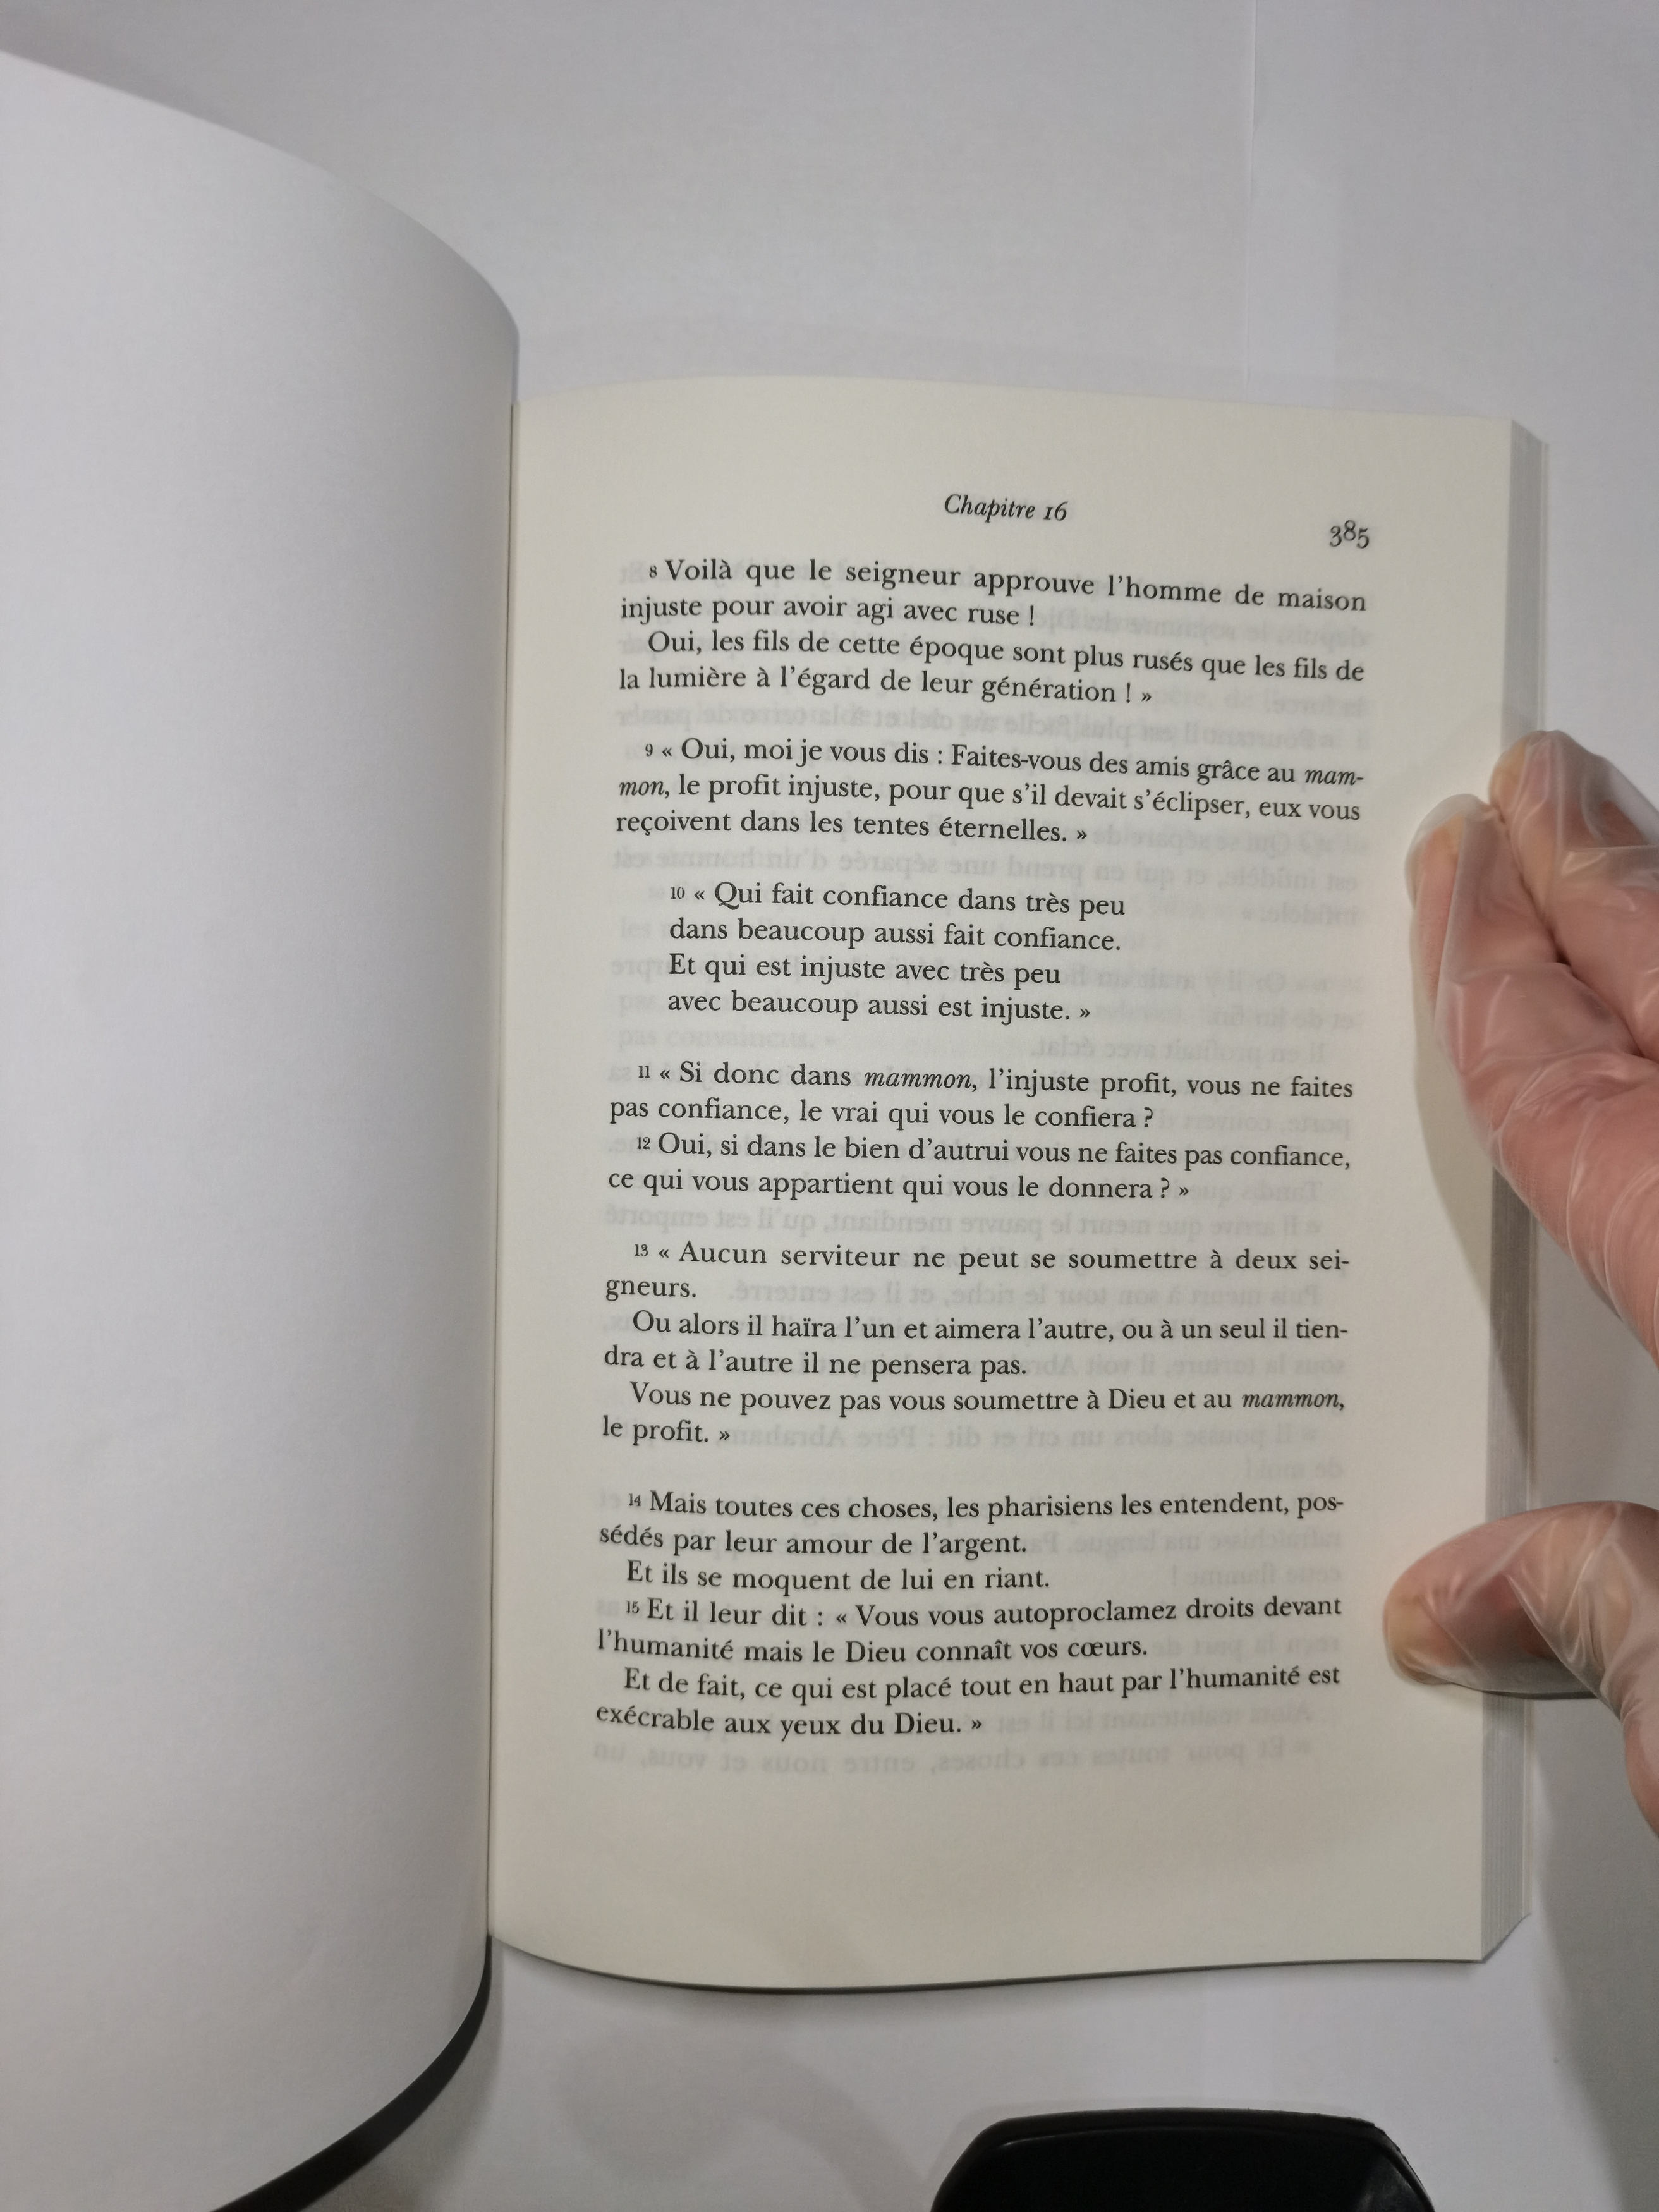 Chapitre 16
385
8 Voilà que le seigneur approuve l'homme de maison
injuste pour avoir agi avec ruse !
Oui, les fils de cette époque sont plus rusés que les fils de
la lumière à l'égard de leur génération ! »
9 « Oui, moi je vous dis : Faites-vous des amis grâce au mam-
mon, le profit injuste, pour que s'il devait s'éclipser, eux vous
reçoivent dans les tentes éternelles. »
10 « Qui fait confiance dans très peu
dans beaucoup aussi fait confiance.
Et qui est injuste avec très peu
avec beaucoup aussi est injuste. »
11 « Si donc dans mammon, l'injuste profit, vous ne faites
pas confiance, le vrai qui vous le confiera ?
12 Oui, si dans le bien d'autrui vous ne faites pas confiance,
ce qui vous appartient qui vous le donnera ? »
13 « Aucun serviteur ne peut se soumettre à deux sei-
gneurs.
Ou alors il haïra l'un et aimera l'autre, ou à un seul il tien-
dra et à l'autre il ne pensera pas.
Vous ne pouvez pas vous soumettre à Dieu et au mammon,
le profit. »
14 Mais toutes ces choses, les pharisiens les entendent, pos-
sédés par leur amour de l'argent.
Et ils se moquent de lui en riant.
15 Et il leur dit : « Vous vous autoproclamez droits devant
l'humanité mais le Dieu connaît vos cœurs.
Et de fait, ce qui est placé tout en haut par l'humanité est
exécrable aux yeux du Dieu. »